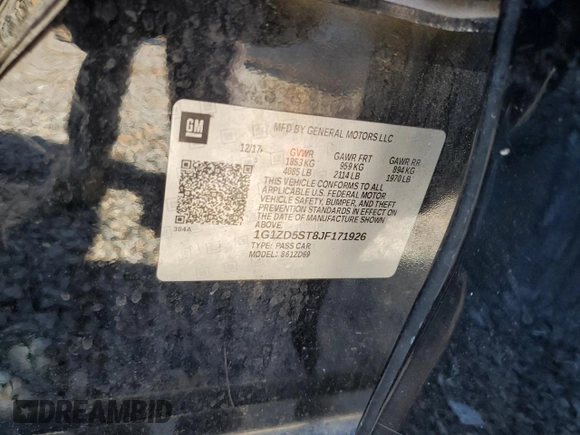 GM
MFD BY GENERAL MOTORS LLC
12/17 GVWR GAWR FRT GAWR RR
1853 KG 959 KG 894 KG
4085 LB 2114 LB 1970 LB
THIS VEHICLE CONFORMS TO ALL
APPLICABLE U.S. FEDERAL MOTOR
VEHICLE SAFETY, BUMPER, AND THEFT
PREVENTION STANDARDS IN EFFECT ON
THE DATE OF MANUFACTURE SHOWN
ABOVE.
384A
1G1ZD5ST8JF171926
TYPE: PASS CAR
MODEL: 881ZD69
DREAMBID